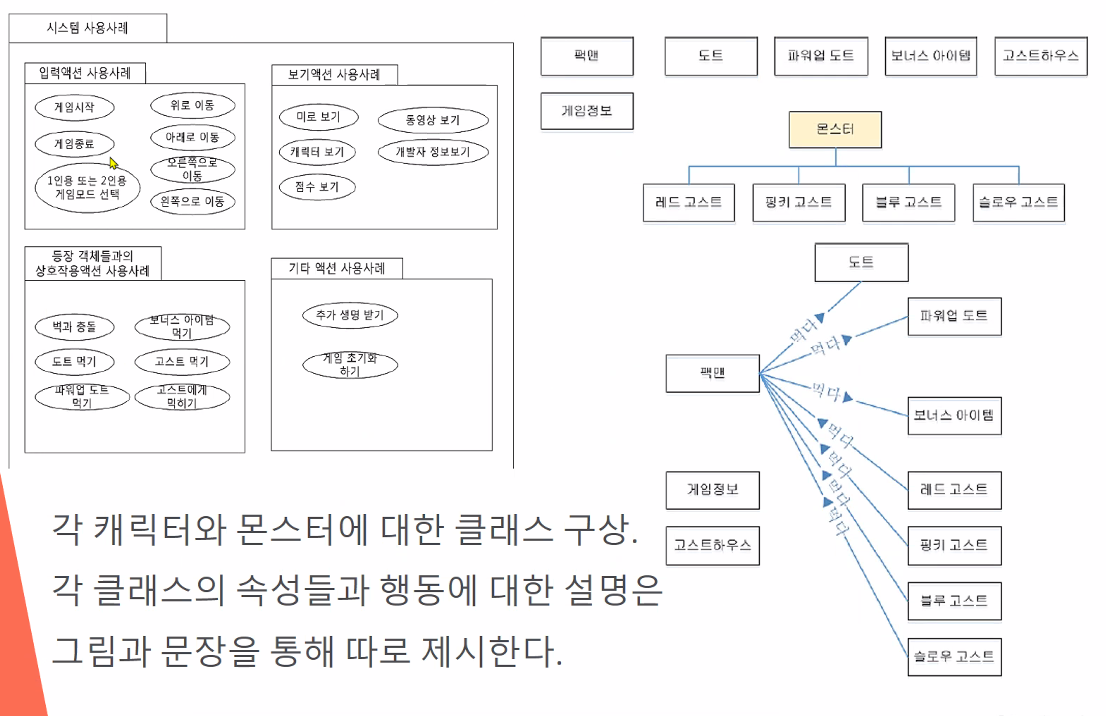 시스템 사용사례
입력액션 사용사례
게임시작
위로 이동
게임종료
아래로 이동
오른쪽으로
이동
1인용 또는 2인용
게임모드 선택
왼쪽으로 이동
보기액션 사용사례
미로 보기
동영상 보기
캐릭터 보기
개발자 정보보기
점수 보기
등장 객체들과의
상호작용액션 사용사례
벽과 충돌
보너스 아이템
먹기
도트 먹기
고스트 먹기
파워업 도트
먹기
고스트에게
먹히기
기타 액션 사용사례
추가 생명 받기
게임 초기화
하기
팩맨
도트
파워업 도트
보너스 아이템
고스트하우스
게임정보
몬스터
레드 고스트
핑키 고스트
블루 고스트
슬로우 고스트
도트
파워업 도트
팩맨
보너스 아이템
먹다
먹다
먹다
먹다
먹다
먹다
먹다
게임정보
고스트하우스
레드 고스트
핑키 고스트
블루 고스트
슬로우 고스트
각 캐릭터와 몬스터에 대한 클래스 구상.
각 클래스의 속성들과 행동에 대한 설명은
그림과 문장을 통해 따로 제시한다.